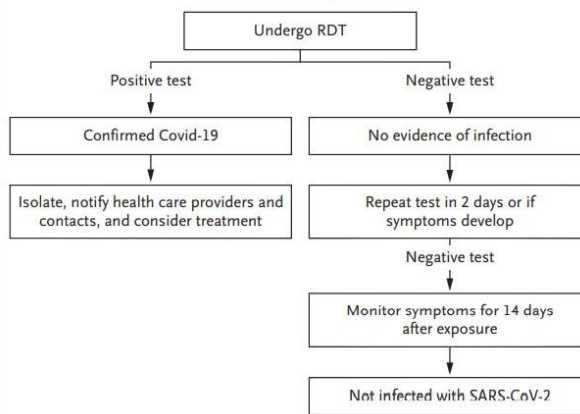 Undergo RDT
Positive test
Negative test
Confirmed Covid-19
No evidence of infection
Isolate, notify health care providers and
contacts, and consider treatment
Repeat test in 2 days or if
symptoms develop
Negative test
Monitor symptoms for 14 days
after exposure
Not infected with SARS-CoV-2